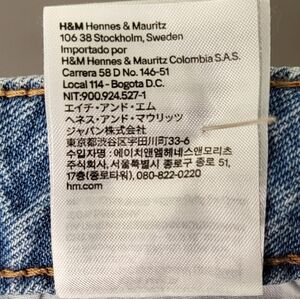 H&M Hennes & Mauritz
106 38 Stockholm, Sweden
Importado por
H&M Hennes & Mauritz Colombia S.A.S.
Carrera 58 D No. 146-51
Local 114 - Bogota D.C.
NIT:900.924.527-1
エイチ・アンド・エム
ヘネス・アンド・マウリッツ
ジャパン株式会社
東京都渋谷区宇田川町33-6
수입자명 : 에이치앤엠헤네스앤모리츠
주식회사, 서울특별시 종로구 종로 51,
17층(종로타워), 080-822-0220
hm.com